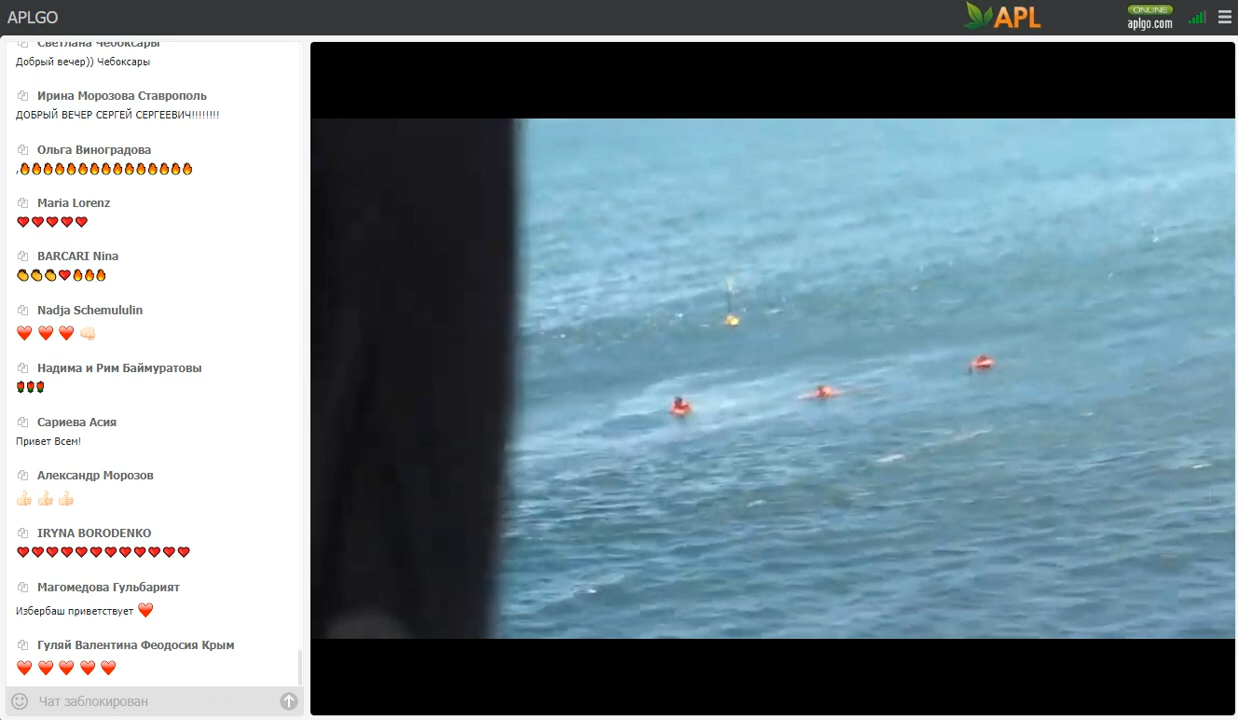 APLGO
APL
ONLINE
aplgo.com
Светлана Чебоксары
Добрый вечер)) Чебоксары
Ирина Морозова Ставрополь
ДОБРЫЙ ВЕЧЕР СЕРГЕЙ СЕРГЕЕВИЧ!!!!!!!!
Ольга Виноградова
,🔥🔥🔥🔥🔥🔥🔥🔥🔥🔥🔥🔥🔥🔥🔥
Maria Lorenz
❤❤❤❤❤
BARCARI Nina
👏👏👏❤🔥🔥🔥
Nadja Schemululin
❤ ❤ ❤ 👊🏻
Надима и Рим Баймуратовы
🌹🌹🌹
Сариева Асия
Привет Всем!
Александр Морозов
👍🏻 👍🏻 👍🏻
IRYNA BORODENKO
❤❤❤❤❤❤❤❤❤❤❤❤
Магомедова Гульбарият
Избербаш приветствует ❤
Гуляй Валентина Феодосия Крым
❤ ❤ ❤ ❤ ❤
Чат заблокирован